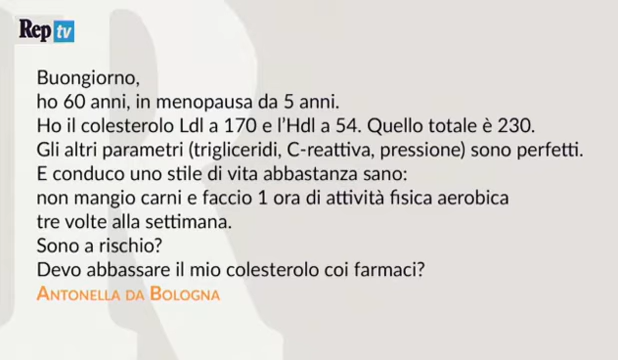 Rep tv
Buongiorno,
ho 60 anni, in menopausa da 5 anni.
Ho il colesterolo Ldl a 170 e l’Hdl a 54. Quello totale è 230.
Gli altri parametri (trigliceridi, C-reattiva, pressione) sono perfetti.
E conduco uno stile di vita abbastanza sano:
non mangio carni e faccio 1 ora di attività fisica aerobica
tre volte alla settimana.
Sono a rischio?
Devo abbassare il mio colesterolo coi farmaci?
Antonella da Bologna